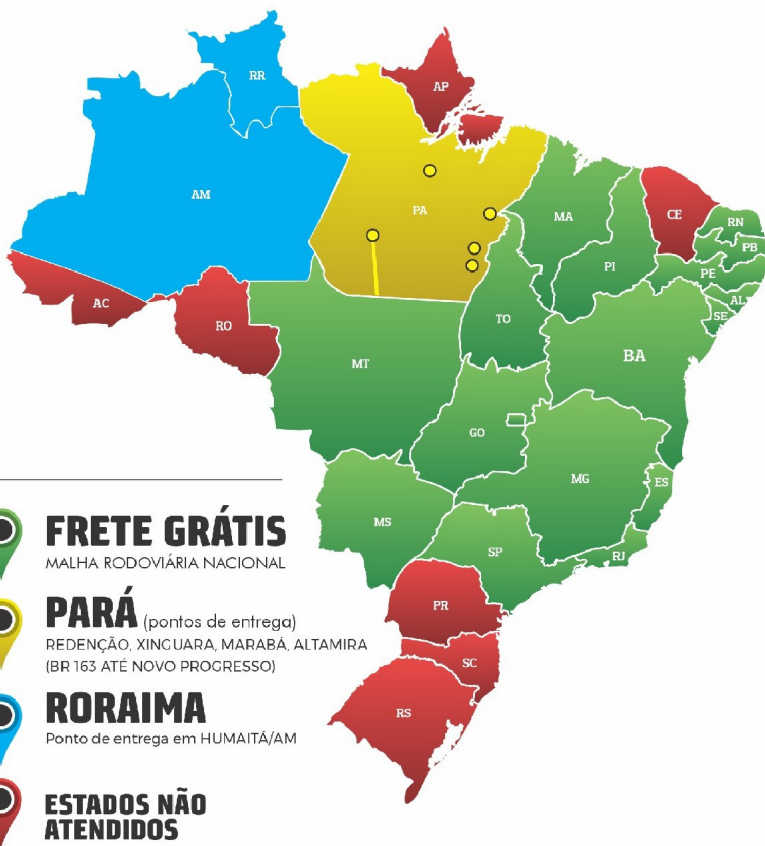 RR
AP
AM
PA
MA
CE
RN
PB
PI
PE
AL
SE
AC
RO
TO
MT
BA
GO
MG
ES
MS
SP
RJ
PR
SC
RS
FRETE GRÁTIS
MALHA RODOVIÁRIA NACIONAL
PARÁ (pontos de entrega)
REDENÇÃO, XINGUARA, MARABÁ, ALTAMIRA
(BR 163 ATÉ NOVO PROGRESSO)
RORAIMA
Ponto de entrega em HUMAITÁ/AM
ESTADOS NÃO
ATENDIDOS